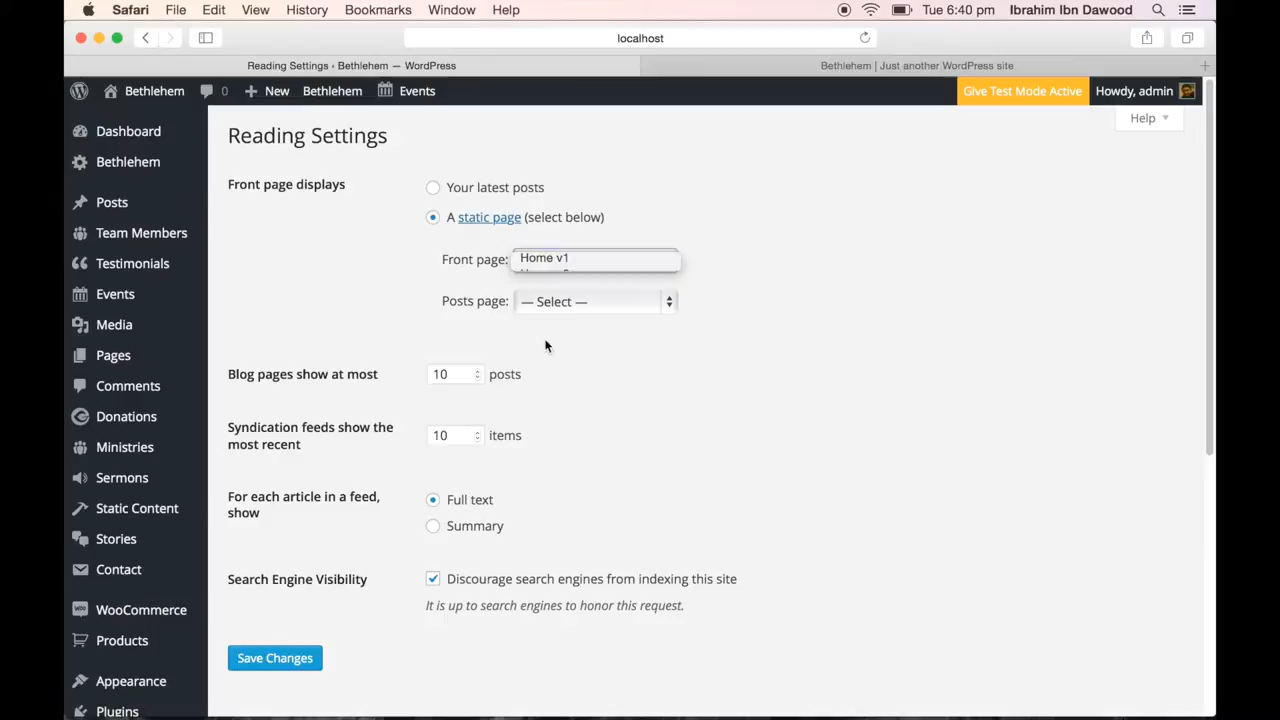 Safari File Edit View History Bookmarks Window Help Tue 6:40 pm Ibrahim Ibn Dawood
localhost
Reading Settings ‹ Bethlehem — WordPress Bethlehem | Just another WordPress site
Bethlehem 0 New Bethlehem Events Give Test Mode Active Howdy, admin
Help
Dashboard
Bethlehem
Posts
Team Members
Testimonials
Events
Media
Pages
Comments
Donations
Ministries
Sermons
Static Content
Stories
Contact
WooCommerce
Products
Appearance
Plugins
Reading Settings
Front page displays
Your latest posts
A static page (select below)
Front page: Home v1
Posts page: — Select —
Blog pages show at most 10 posts
Syndication feeds show the
most recent
10 items
For each article in a feed,
show
Full text
Summary
Search Engine Visibility
Discourage search engines from indexing this site
It is up to search engines to honor this request.
Save Changes